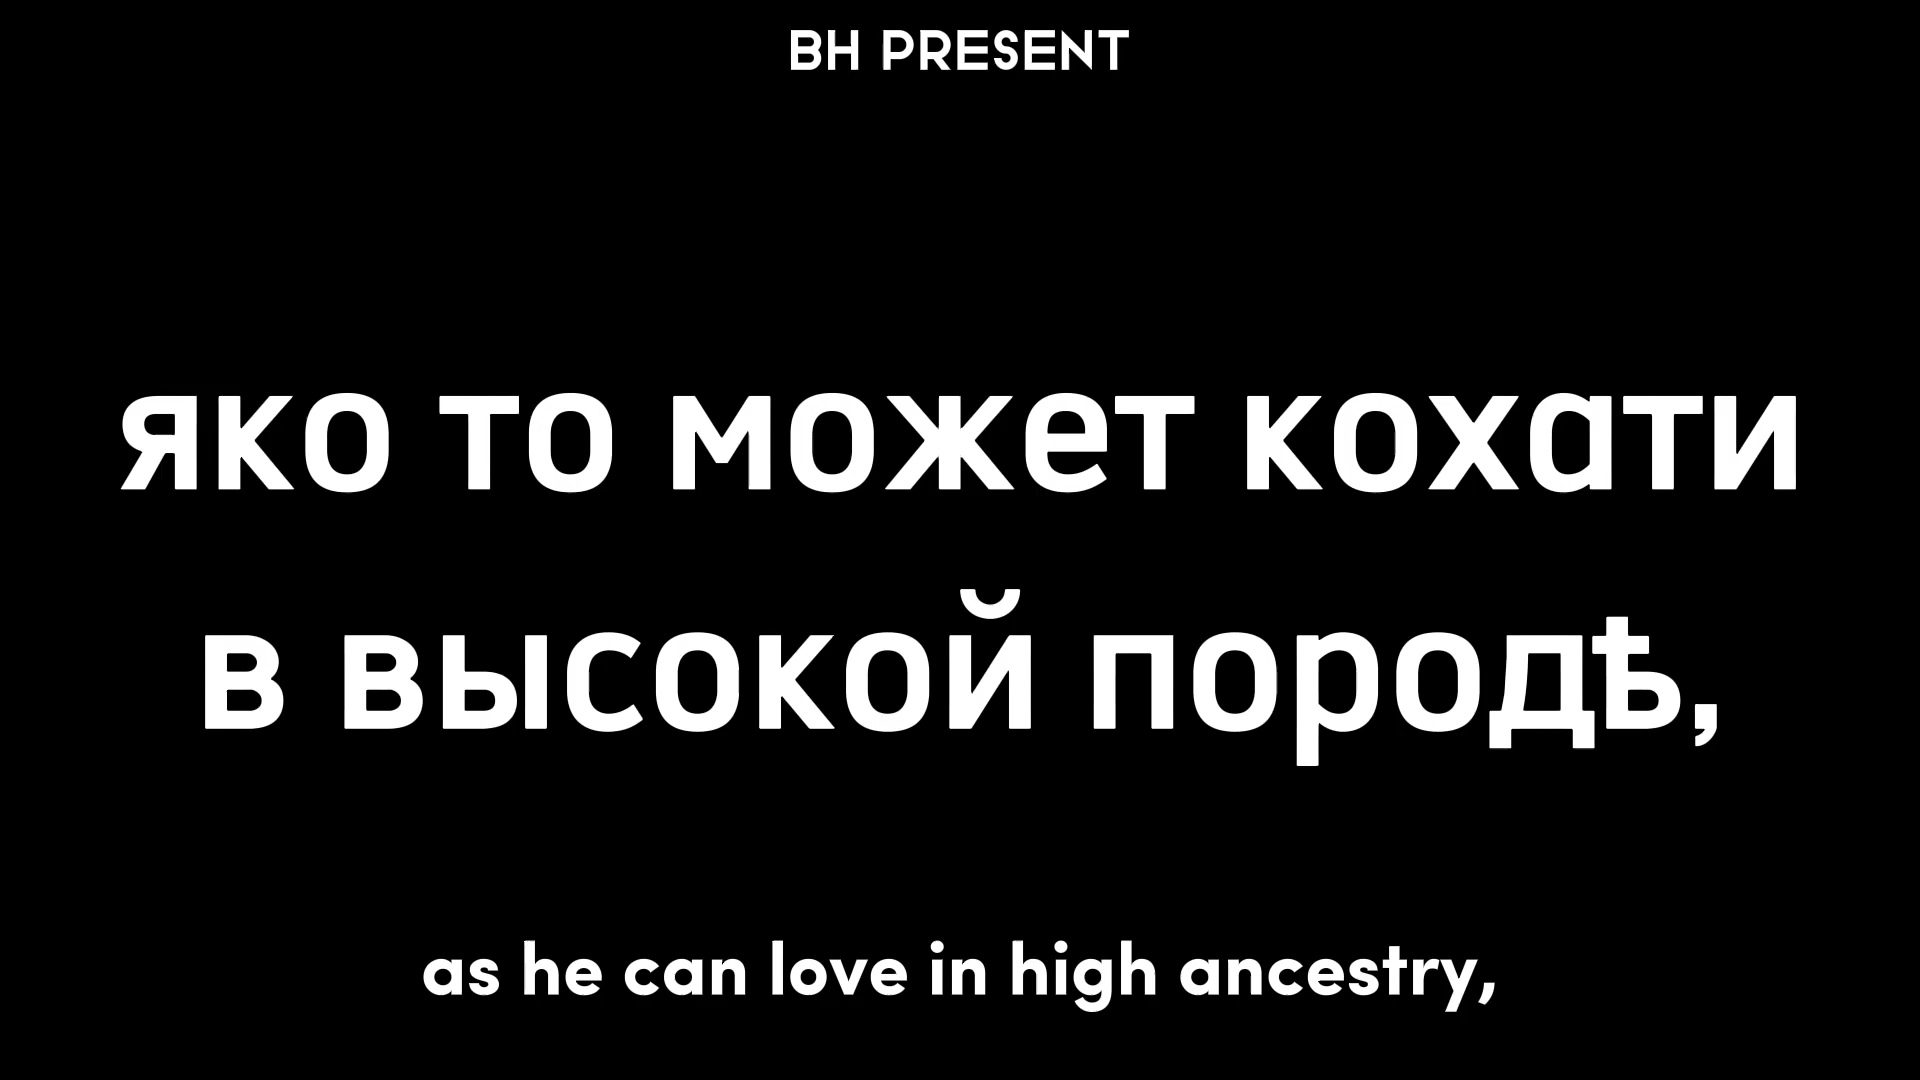 BH PRESENT
яко то может кохати
в высокой породѣ,
as he can love in high ancestry,